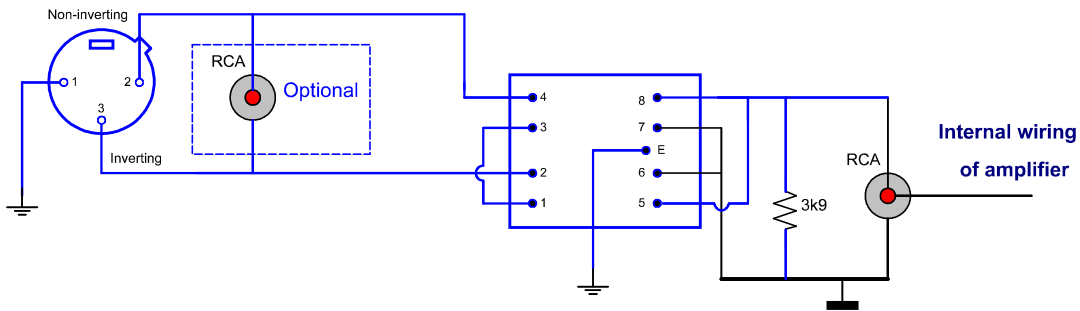 Non-inverting
1
2
3
Inverting
RCA
Optional
4
3
2
1
8
7
E
6
5
3k9
RCA
Internal wiring
of amplifier